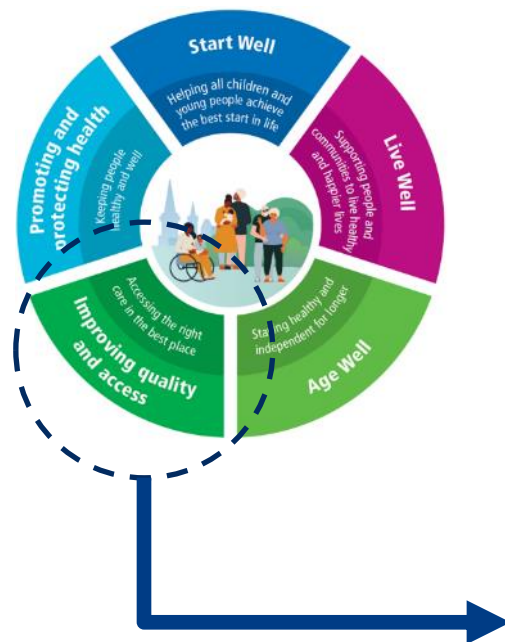 Start Well
Helping all children and
young people achieve
the best start in life
Live Well
Supporting people and
communities to live healthy
and happier lives
Age Well
Staying healthy and
independent for longer
Improving quality
and access
Accessing the right
care in the best place
Promoting and
protecting health
Keeping people
healthy and well